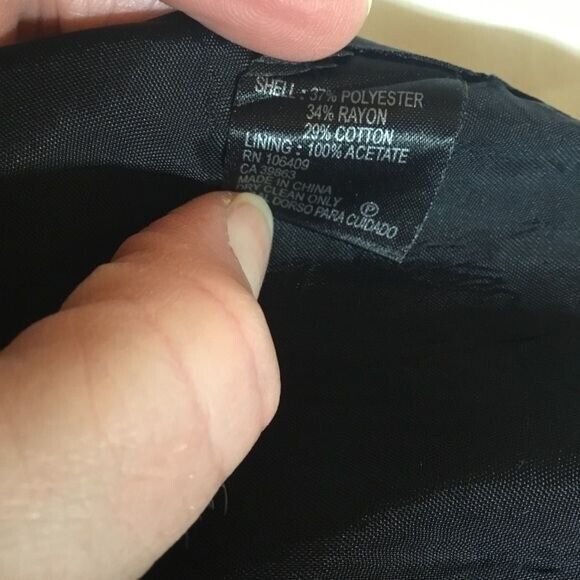 SHELL : 37% POLYESTER
34% RAYON
29% COTTON
LINING : 100% ACETATE
RN 106409
CA 39863
MADE IN CHINA
DRY CLEAN ONLY
P
DORSO PARA CUIDADO